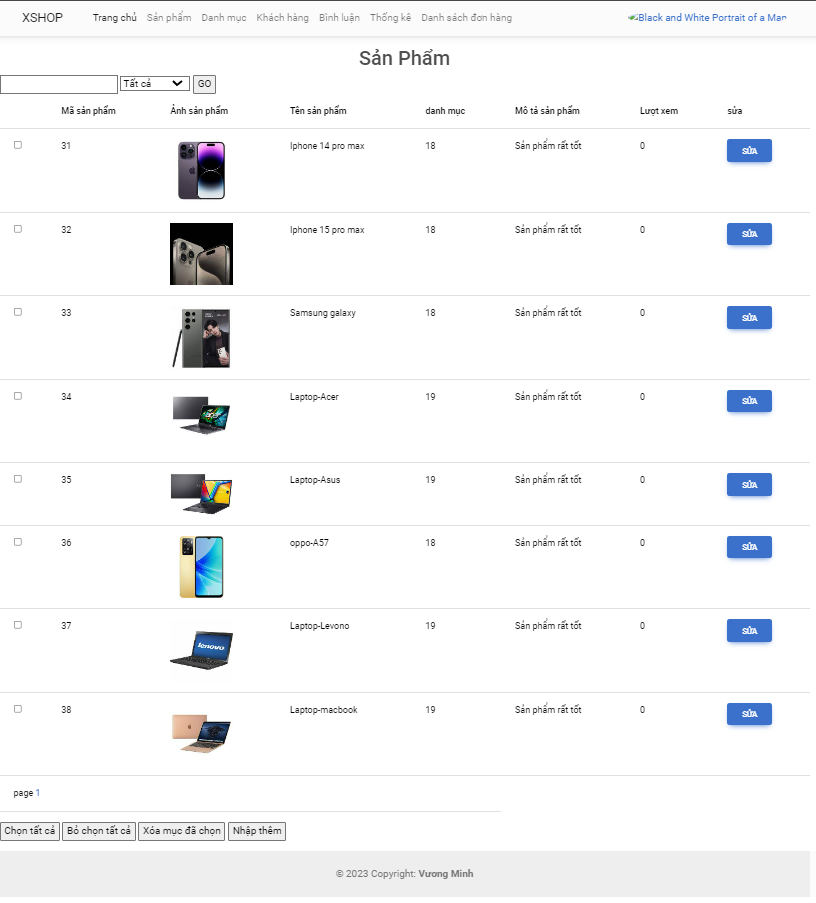 XSHOP Trang chủ Sản phẩm Danh mục Khách hàng Bình luận Thống kê Danh sách đơn hàng Black and White Portrait of a Man
Sản Phẩm
Tất cả GO
Mã sản phẩm Ảnh sản phẩm Tên sản phẩm danh mục Mô tả sản phẩm Lượt xem sửa
31 Iphone 14 pro max 18 Sản phẩm rất tốt 0 SỬA
32 Iphone 15 pro max 18 Sản phẩm rất tốt 0 SỬA
33 Samsung galaxy 18 Sản phẩm rất tốt 0 SỬA
34 Laptop-Acer 19 Sản phẩm rất tốt 0 SỬA
35 Laptop-Asus 19 Sản phẩm rất tốt 0 SỬA
36 oppo-A57 18 Sản phẩm rất tốt 0 SỬA
37 lenovo Laptop-Levono 19 Sản phẩm rất tốt 0 SỬA
38 Laptop-macbook 19 Sản phẩm rất tốt 0 SỬA
page 1
Chọn tất cả Bỏ chọn tất cả Xóa mục đã chọn Nhập thêm
© 2023 Copyright: Vương Minh